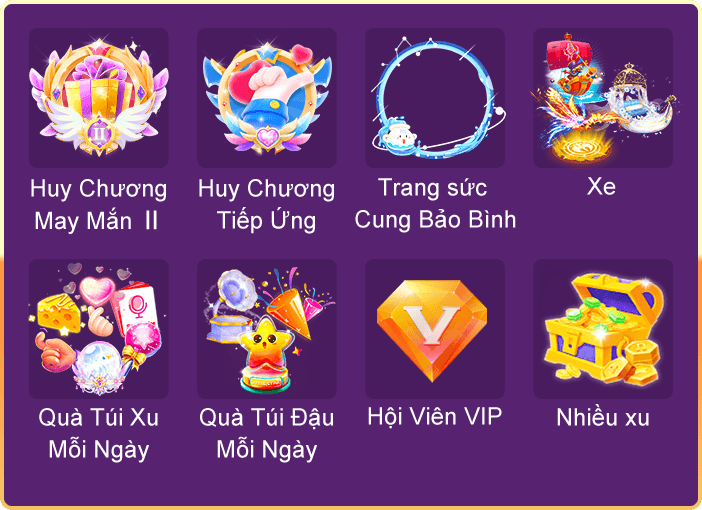 II
V
Huy Chương
May Mắn Ⅱ
Huy Chương
Tiếp Ứng
Trang sức
Cung Bảo Bình
Xe
Quà Túi Xu
Mỗi Ngày
Quà Túi Đậu
Mỗi Ngày
Hội Viên VIP
Nhiều xu